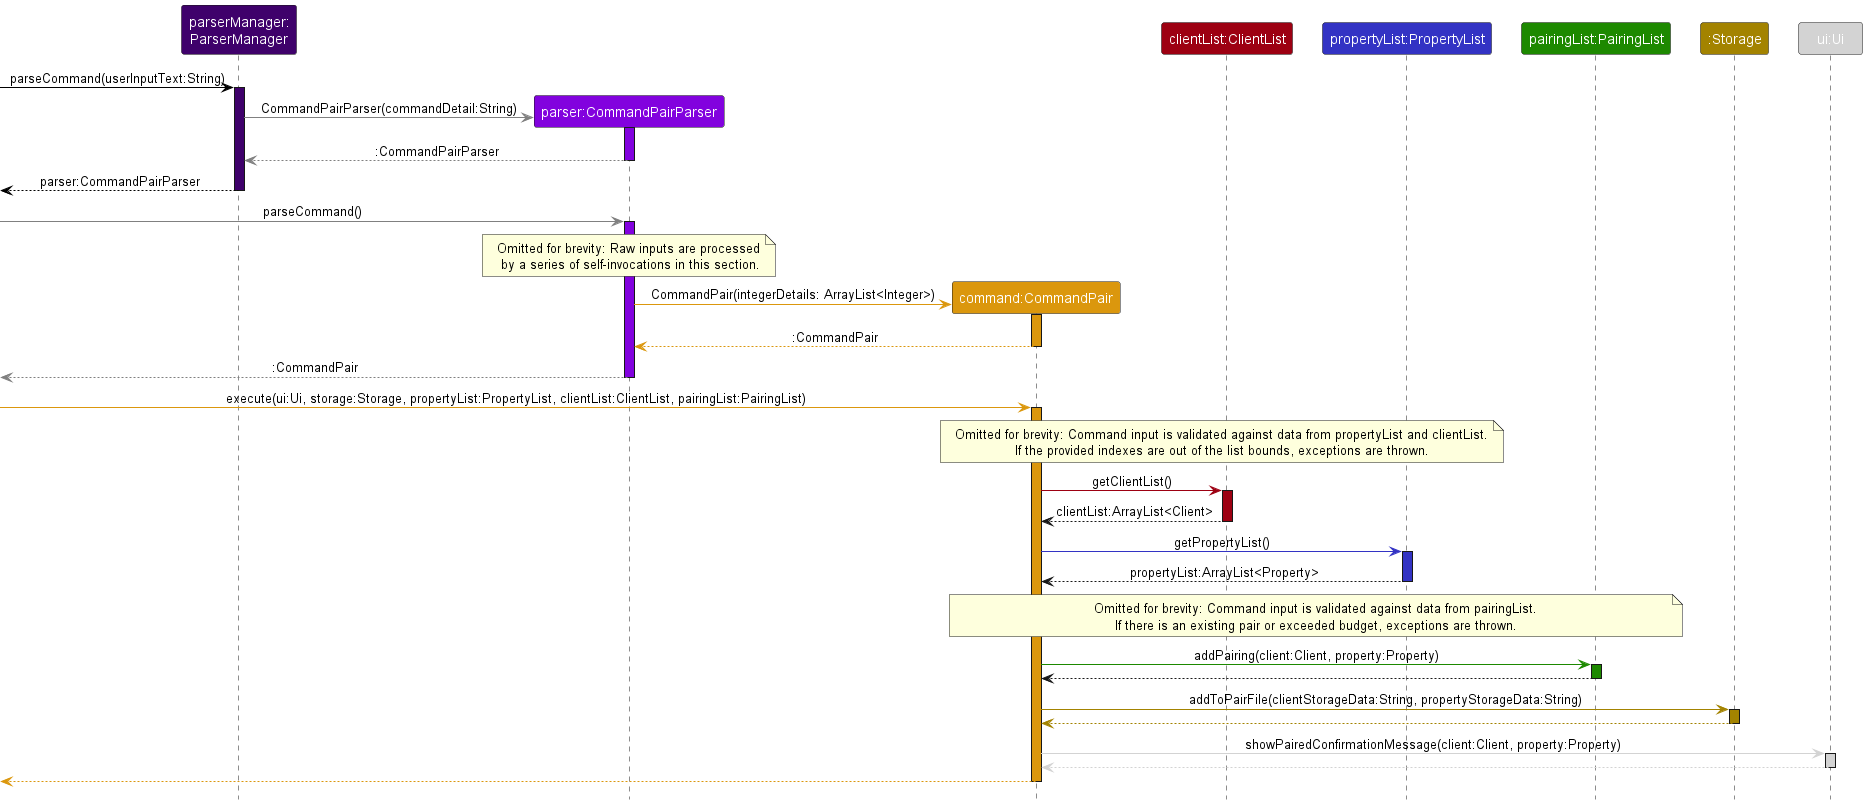 parserManager:
ParserManager
clientList:ClientList
propertyList:PropertyList
pairingList:PairingList
:Storage
ui:Ui
parseCommand(userInputText:String)
CommandPairParser(commandDetail:String)
parser:CommandPairParser
:CommandPairParser
parser:CommandPairParser
parseCommand()
Omitted for brevity: Raw inputs are processed
by a series of self-invocations in this section.
CommandPair(integerDetails: ArrayList<Integer>)
command:CommandPair
:CommandPair
:CommandPair
execute(ui:Ui, storage:Storage, propertyList:PropertyList, clientList:ClientList, pairingList:PairingList)
Omitted for brevity: Command input is validated against data from propertyList and clientList.
If the provided indexes are out of the list bounds, exceptions are thrown.
getClientList()
clientList:ArrayList<Client>
getPropertyList()
propertyList:ArrayList<Property>
Omitted for brevity: Command input is validated against data from pairingList.
If there is an existing pair or exceeded budget, exceptions are thrown.
addPairing(client:Client, property:Property)
addToPairFile(clientStorageData:String, propertyStorageData:String)
showPairedConfirmationMessage(client:Client, property:Property)